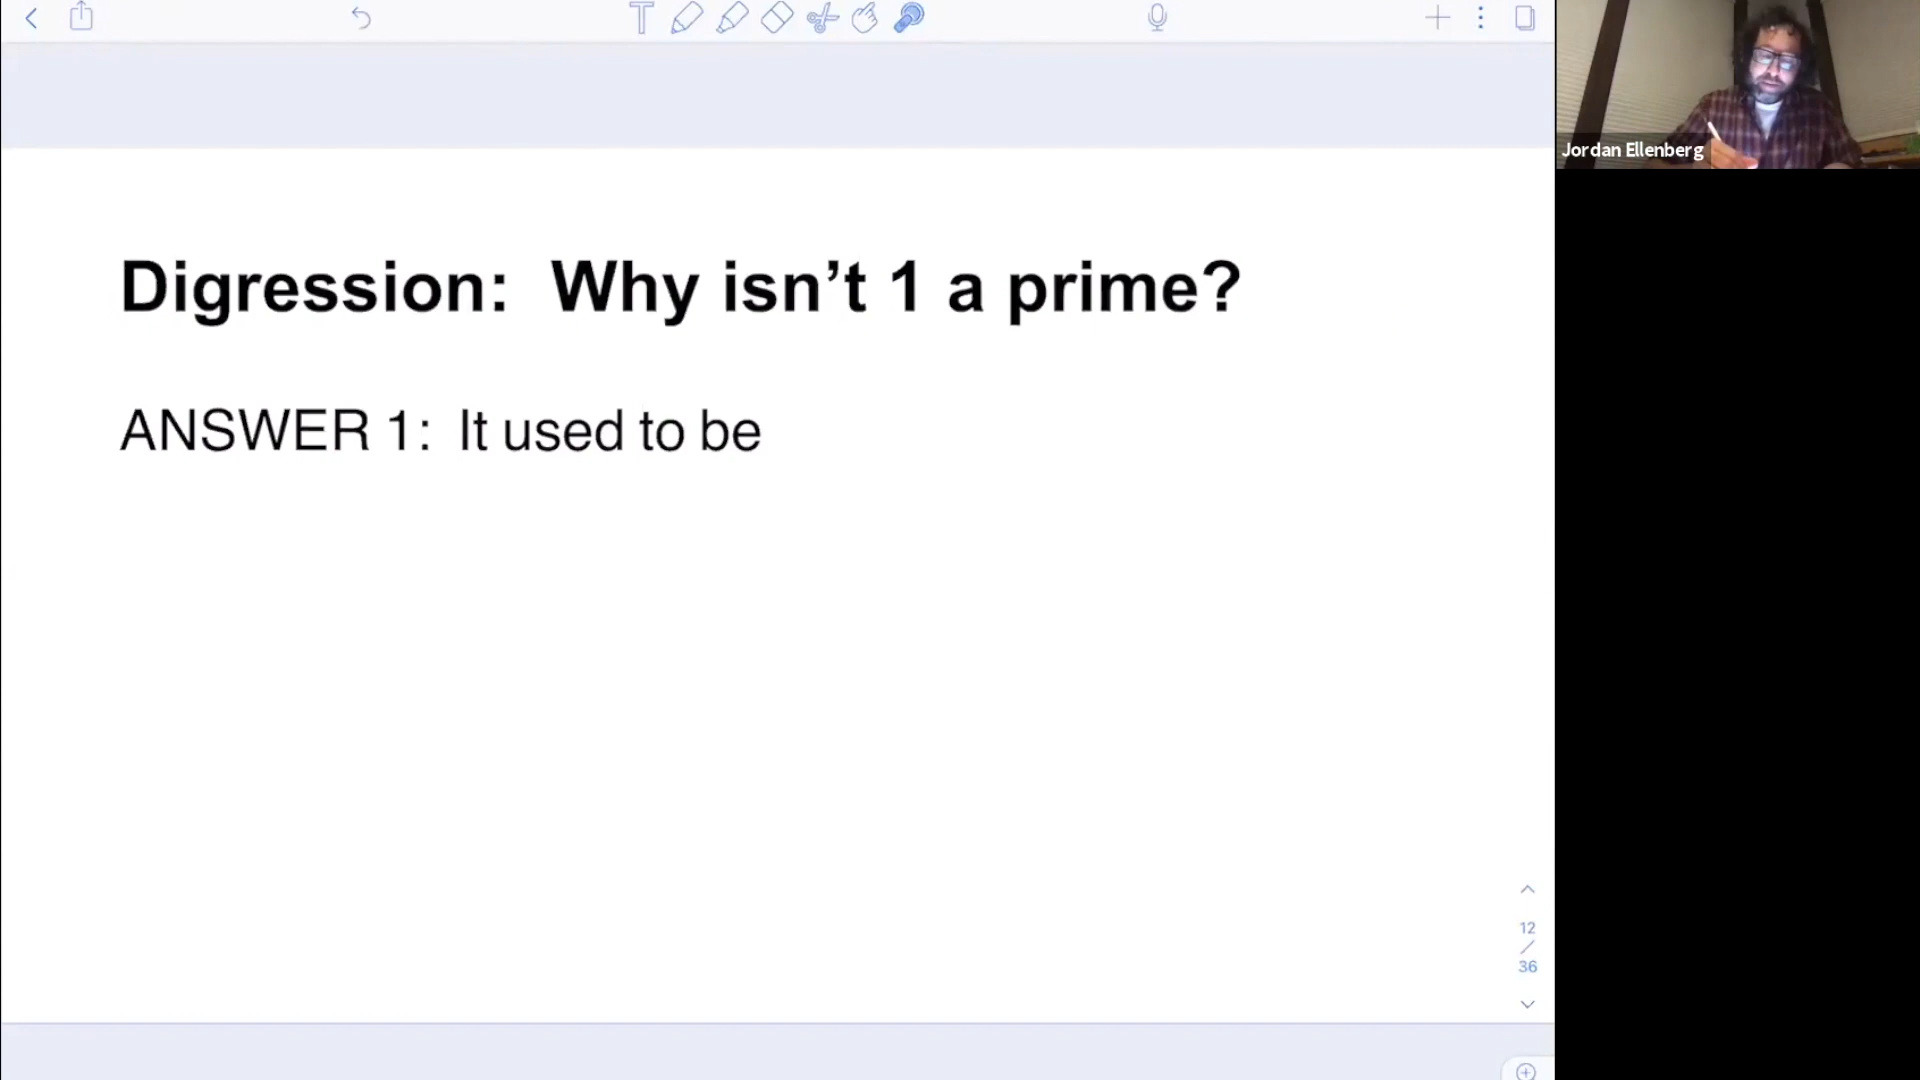 Jordan Ellenberg
Digression: Why isn’t 1 a prime?
ANSWER 1: It used to be
12
/
36